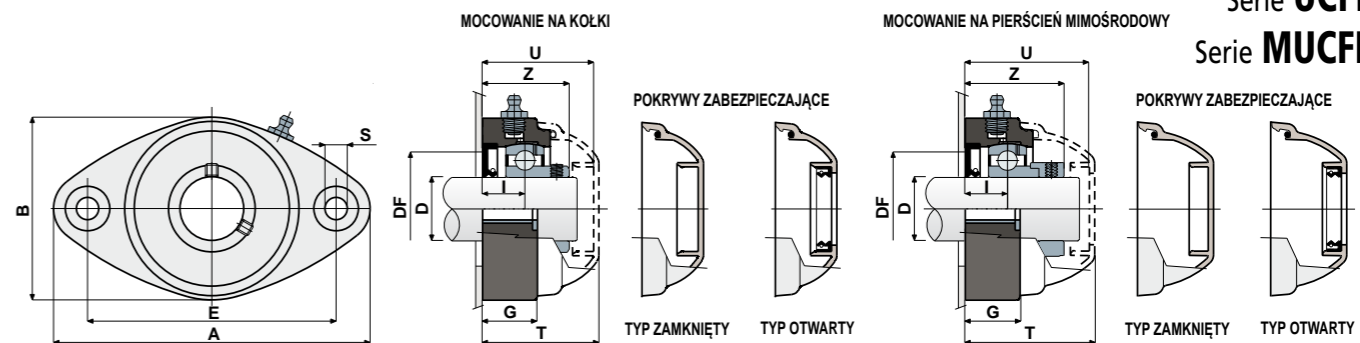 Serie UCF
Serie MUCF
MOCOWANIE NA KOŁKI
MOCOWANIE NA PIERŚCIEŃ MIMOŚRODOWY
U
Z
POKRYWY ZABEZPIECZAJĄCE
S
B
DF
D
I
E
A
G
T
TYP ZAMKNIĘTY
TYP OTWARTY
U
Z
POKRYWY ZABEZPIECZAJĄCE
DF
D
I
G
T
TYP ZAMKNIĘTY
TYP OTWARTY